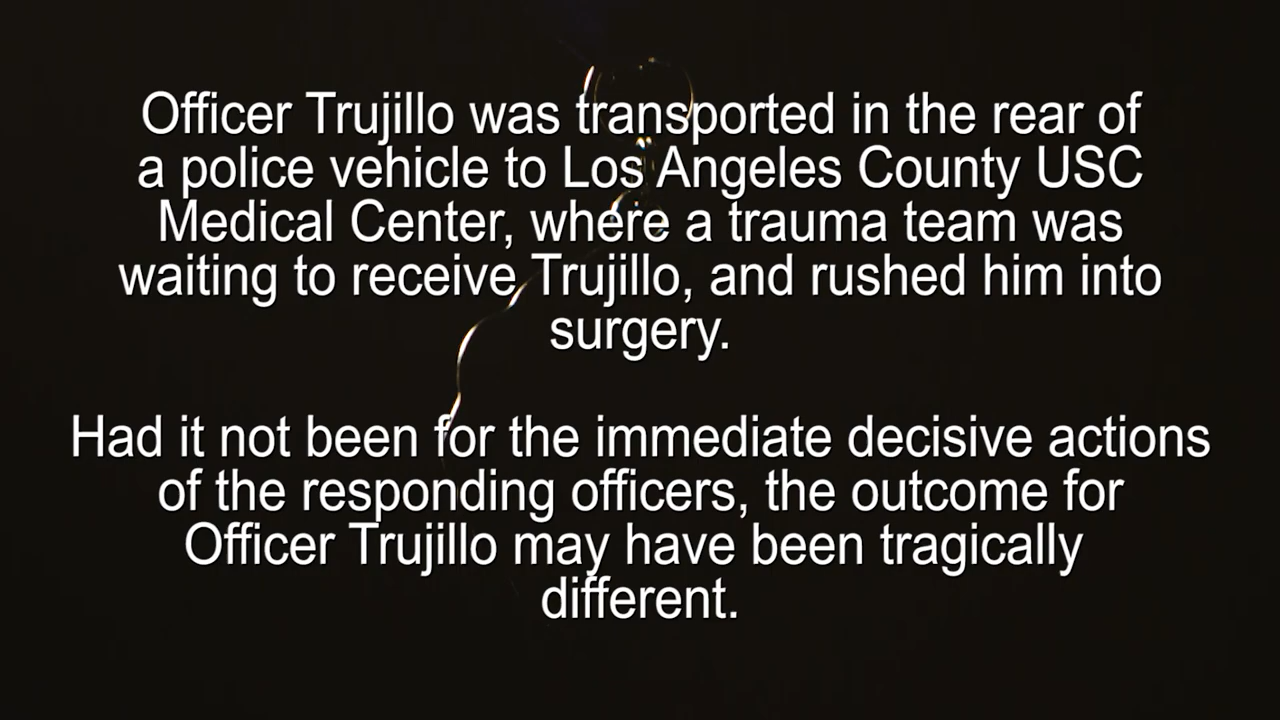 Officer Trujillo was transported in the rear of
a police vehicle to Los Angeles County USC
Medical Center, where a trauma team was
waiting to receive Trujillo, and rushed him into
surgery.
Had it not been for the immediate decisive actions
of the responding officers, the outcome for
Officer Trujillo may have been tragically
different.